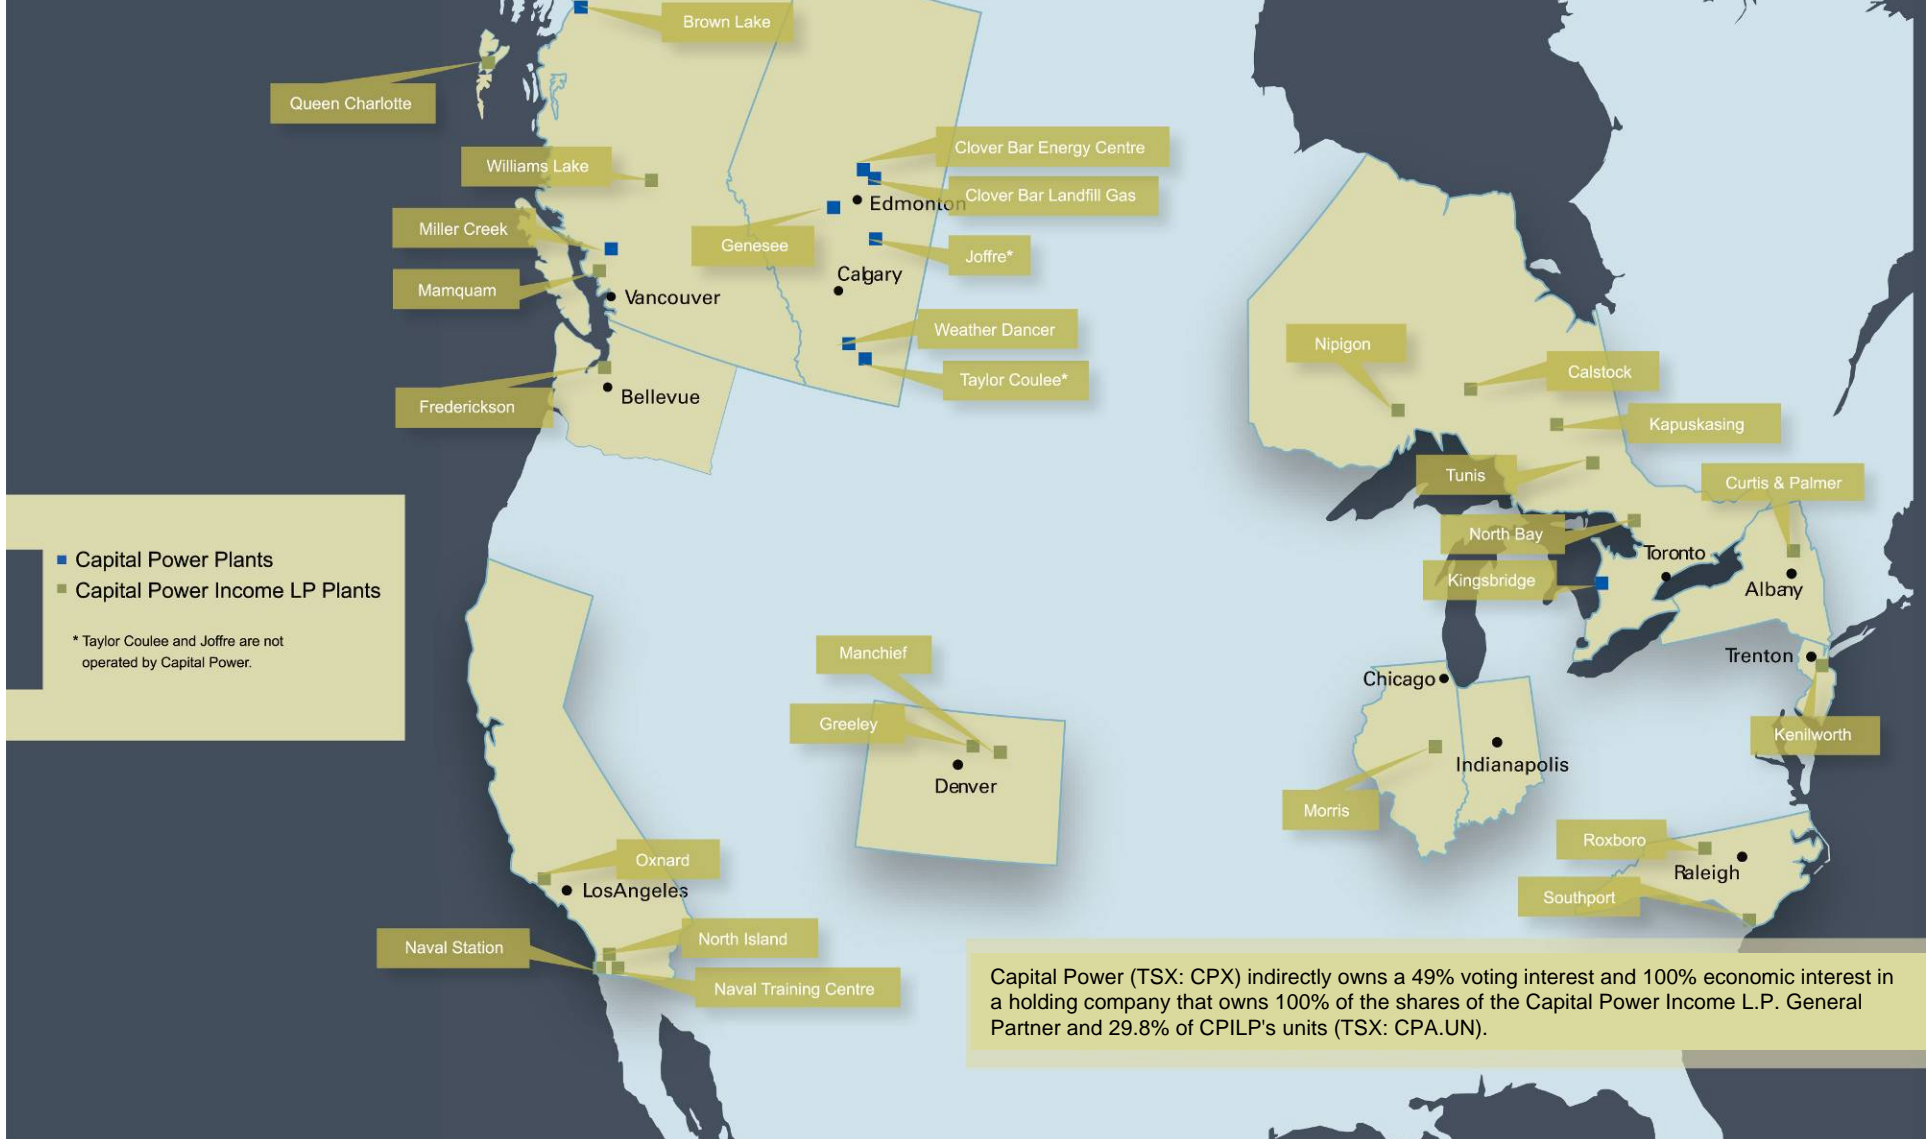 Brown Lake
Queen Charlotte
Clover Bar Energy Centre
Williams Lake
Clover Bar Landfill Gas
Edmonton
Miller Creek
Genesee
Joffre*
Calgary
Mamquam
Vancouver
Weather Dancer
Nipigon
Calstock
Taylor Coulee*
Bellevue
Frederickson
Kapuskasing
Tunis
Curtis & Palmer
North Bay
Toronto
Kingsbridge
Albany
Capital Power Plants
Capital Power Income LP Plants
* Taylor Coulee and Joffre are not
operated by Capital Power.
Manchief
Trenton
Chicago
Greeley
Kenilworth
Indianapolis
Denver
Morris
Roxboro
Oxnard
Raleigh
LosAngeles
Southport
North Island
Naval Station
Naval Training Centre
Capital Power (TSX: CPX) indirectly owns a 49% voting interest and 100% economic interest in
a holding company that owns 100% of the shares of the Capital Power Income L.P. General
Partner and 29.8% of CPILP's units (TSX: CPA.UN).